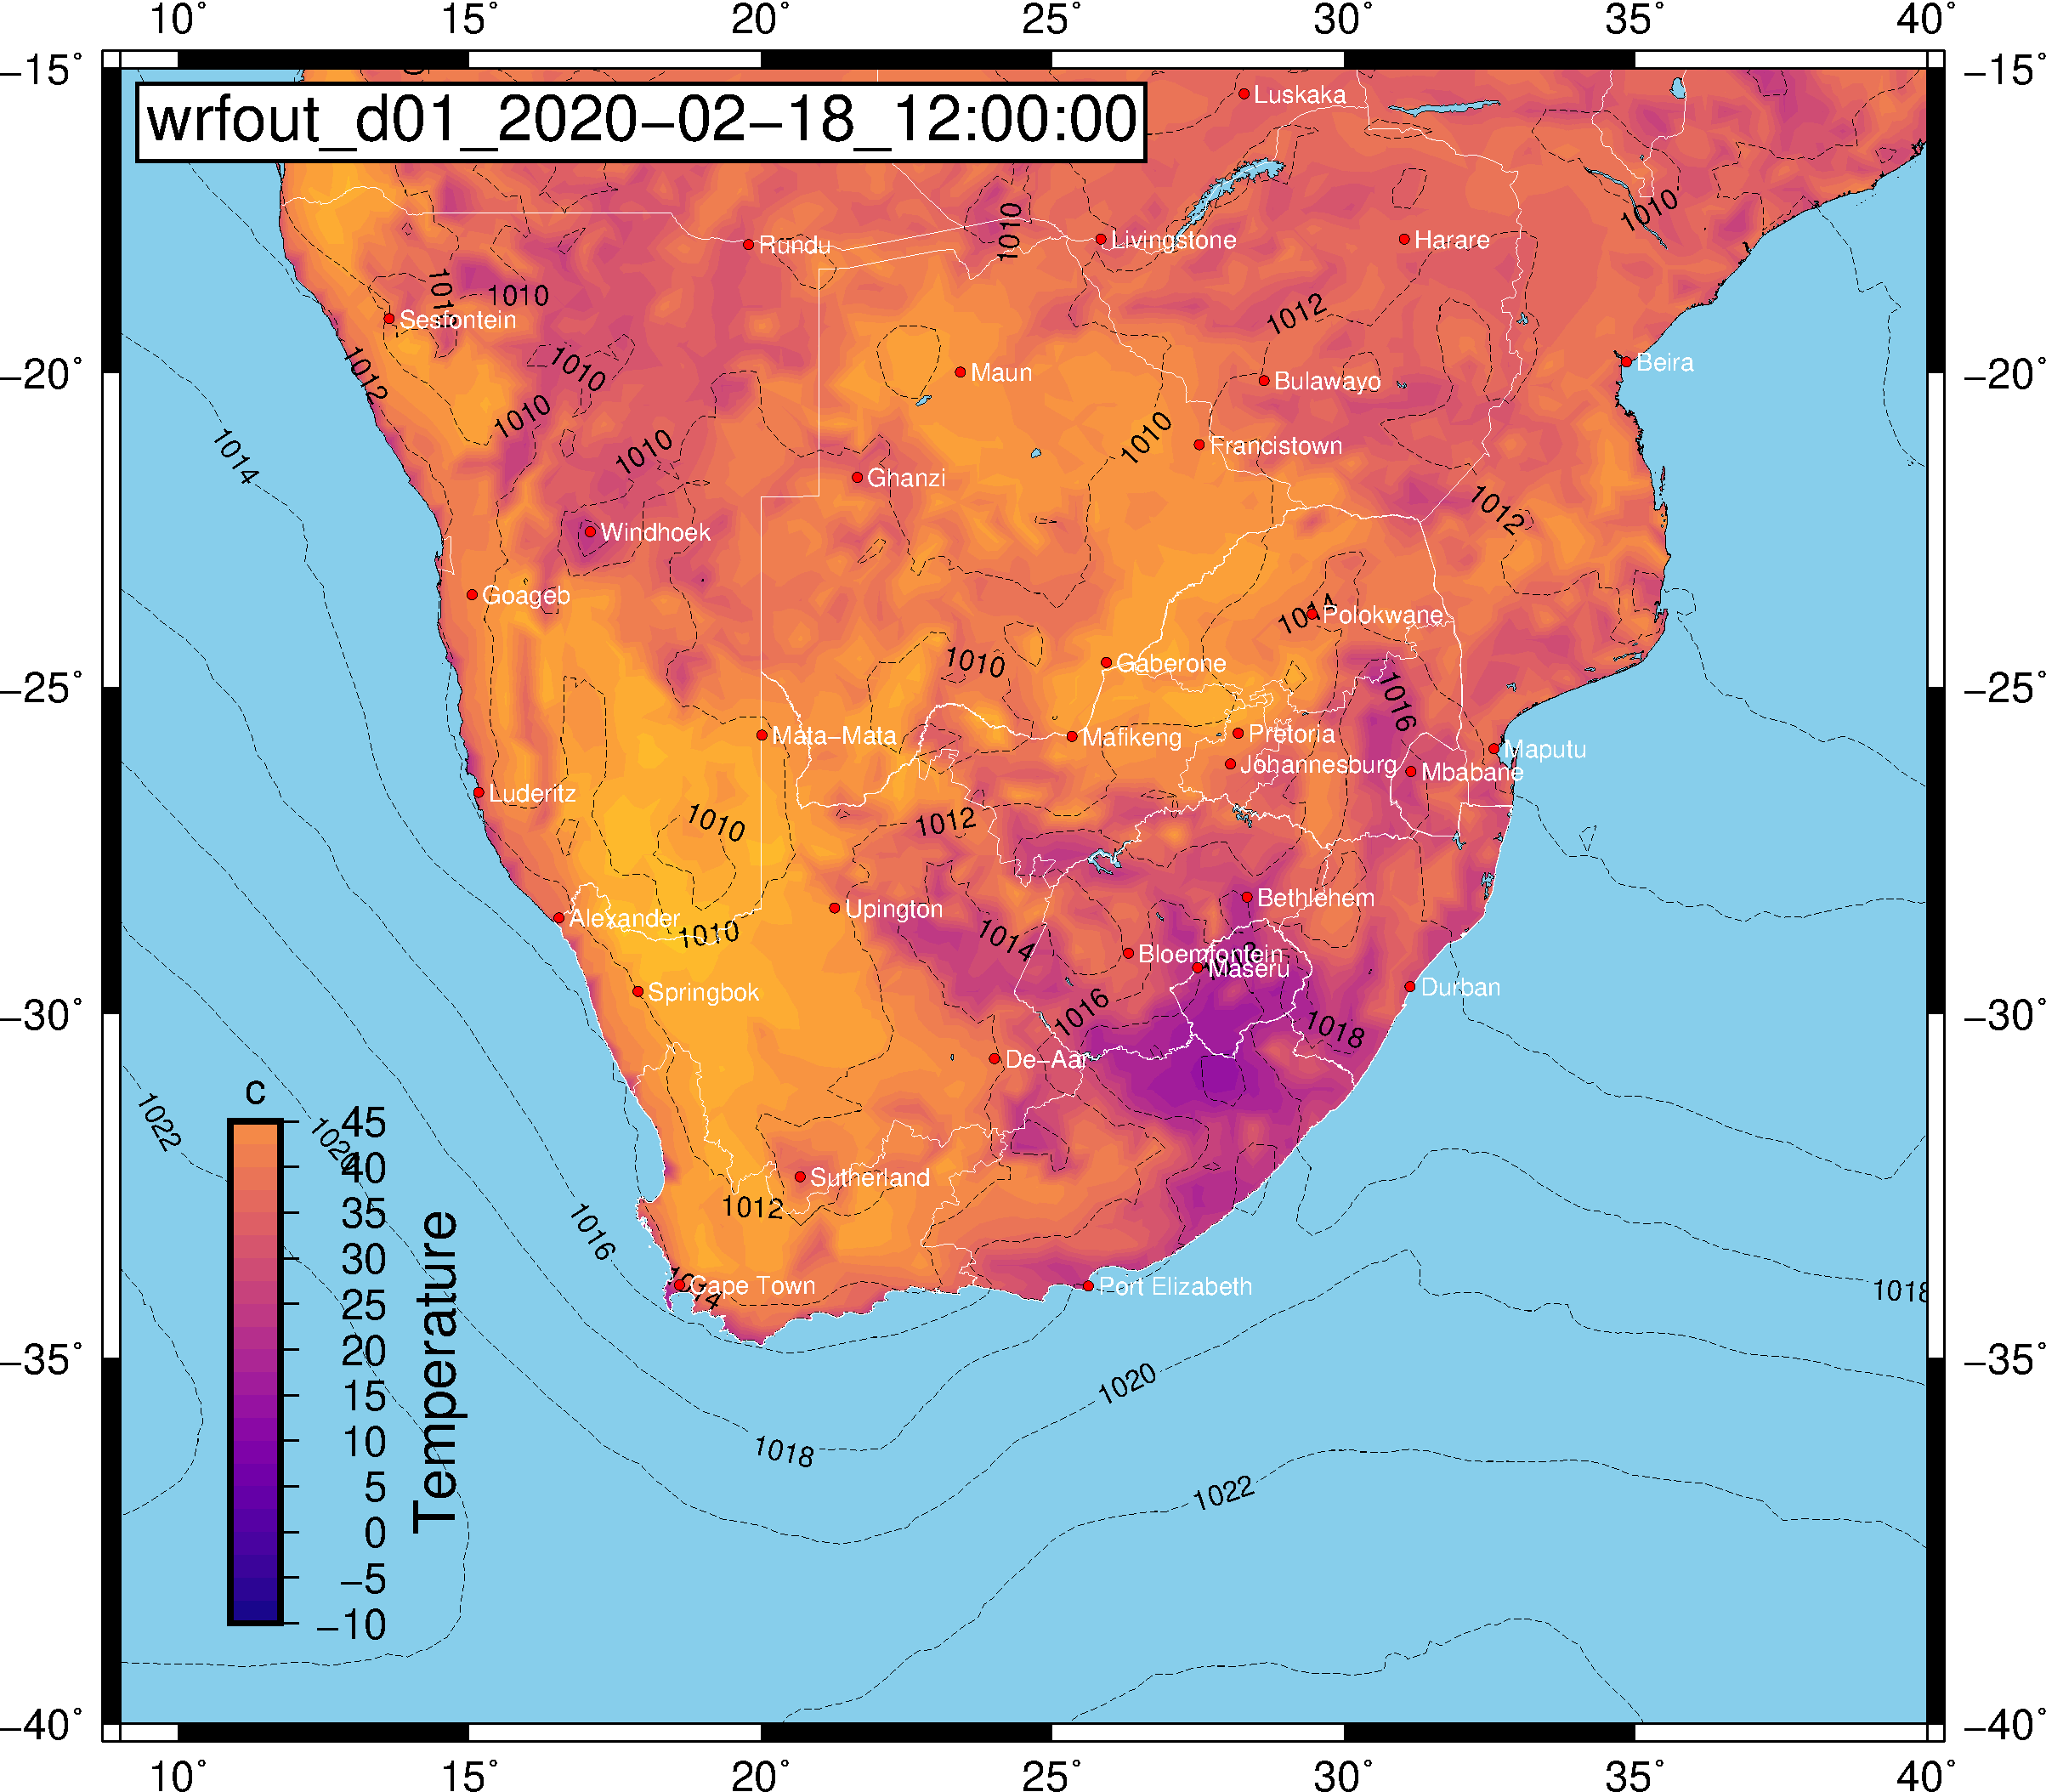 10° 15° 20° 25° 30° 35° 40°
−15° −15°
wrfout_d01_2020−02−18_12:00:00
Luskaka
1010
1010
Rundu
Livingstone
Harare
1010
1010
1012
Sesfontein
1012
1010
Maun
Bulawayo
Beira
−20° −20°
1010
1010
1010
1014
Francistown
Ghanzi
1012
Windhoek
Goageb
1014
Polokwane
1010
Gaberone
−25° −25°
1016
Mata−Mata
Mafikeng
Pretoria
Maputu
Johannesburg
Mbabane
Luderitz
1010
1012
Bethlehem
Upington
Alexander
1010
1014
Bloemfontein
Maseru
Durban
Springbok
1016
1018
−30° −30°
De−Aar
c
1022
1020
45
40
35
30
25
20
15
10
5
0
−5
−10
Temperature
Sutherland
1012
1016
1014
Cape Town
Port Elizabeth
1018
−35° −35°
1020
1018
1022
−40° −40°
10° 15° 20° 25° 30° 35° 40°